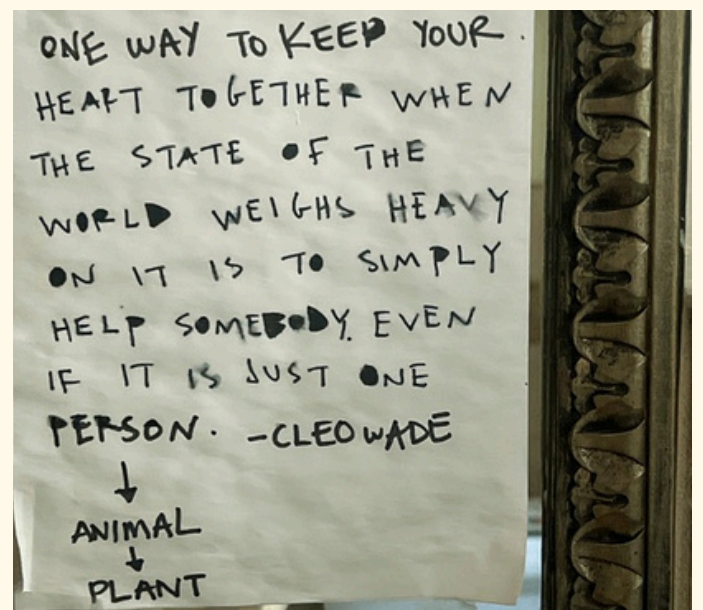 ONE WAY TO KEEP YOUR
HEART TOGETHER WHEN
THE STATE OF THE
WORLD WEIGHS HEAVY
ON IT IS TO SIMPLY
HELP SOMEBODY. EVEN
IF IT IS JUST ONE
PERSON. -CLEO WADE
↓
ANIMAL
↓
PLANT